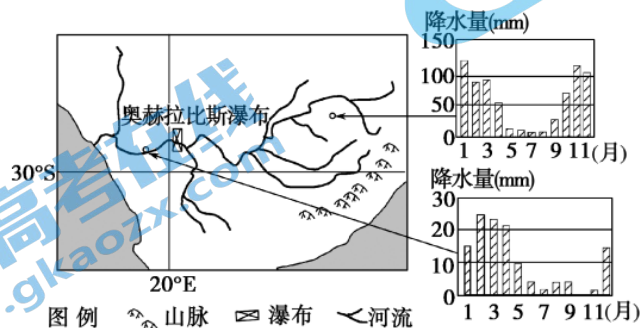 降水量(mm)
150
100
50
0
1 3 5 7 9 11(月)
奥赫拉比斯瀑布
30°S
20°E
降水量(mm)
30
20
10
0
1 3 5 7 9 11 (月)
图例 山脉 瀑布 河流
高考在线
www.gkaozx.com